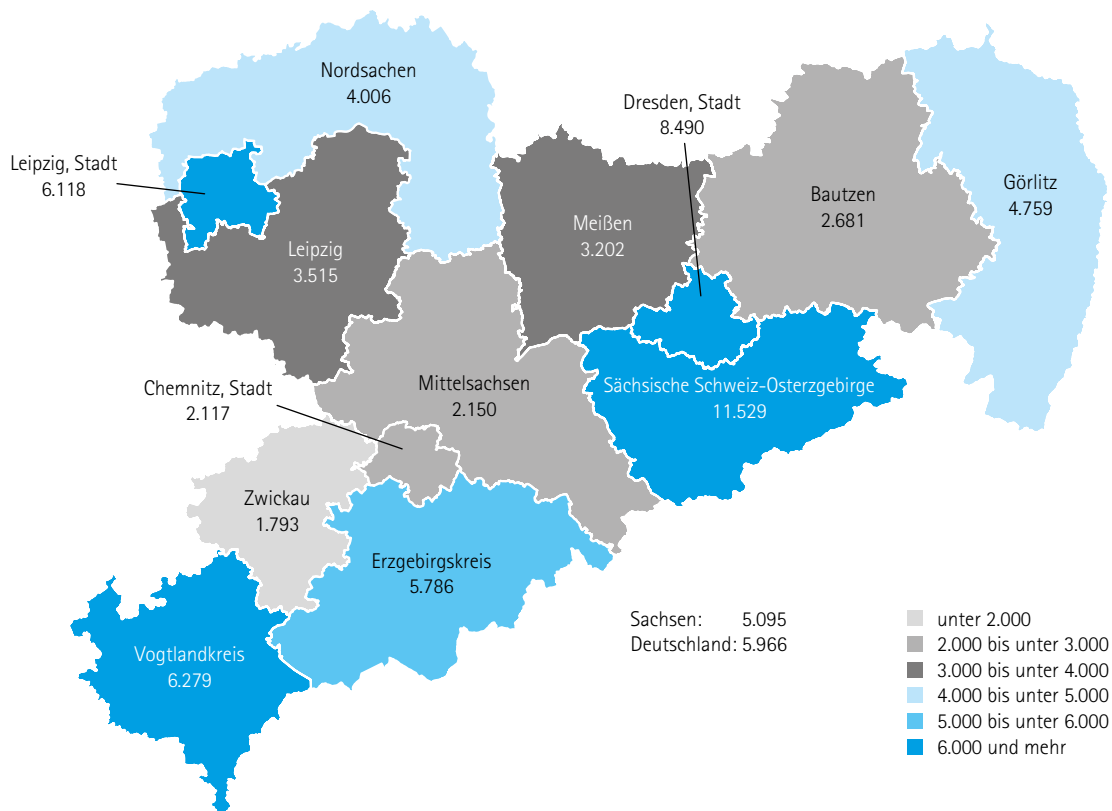 Nordsachen
4.006
Dresden, Stadt
8.490
Leipzig, Stadt
6.118
Görlitz
4.759
Bautzen
2.681
Meißen
3.202
Leipzig
3.515
Mittelsachsen
2.150
Sächsische Schweiz-Osterzgebirge
11.529
Chemnitz, Stadt
2.117
Zwickau
1.793
Erzgebirgskreis
5.786
Vogtlandkreis
6.279
Sachsen: 5.095
Deutschland: 5.966
unter 2.000
2.000 bis unter 3.000
3.000 bis unter 4.000
4.000 bis unter 5.000
5.000 bis unter 6.000
6.000 und mehr